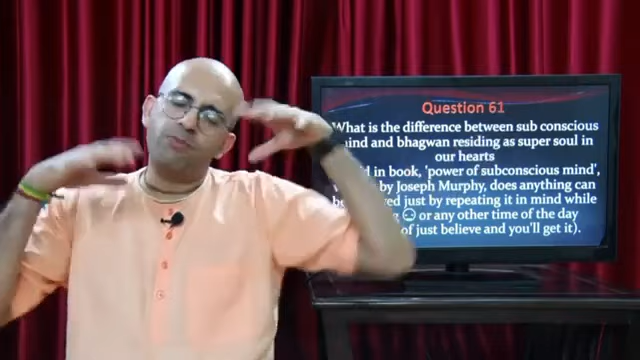 Question 61
What is the difference between sub conscious
and bhagwan residing as super soul in
our hearts
in book, 'power of subconscious mind',
by Joseph Murphy, does anything can
just by repeating it in mind while
or any other time of the day
of just believe and you'll get it).